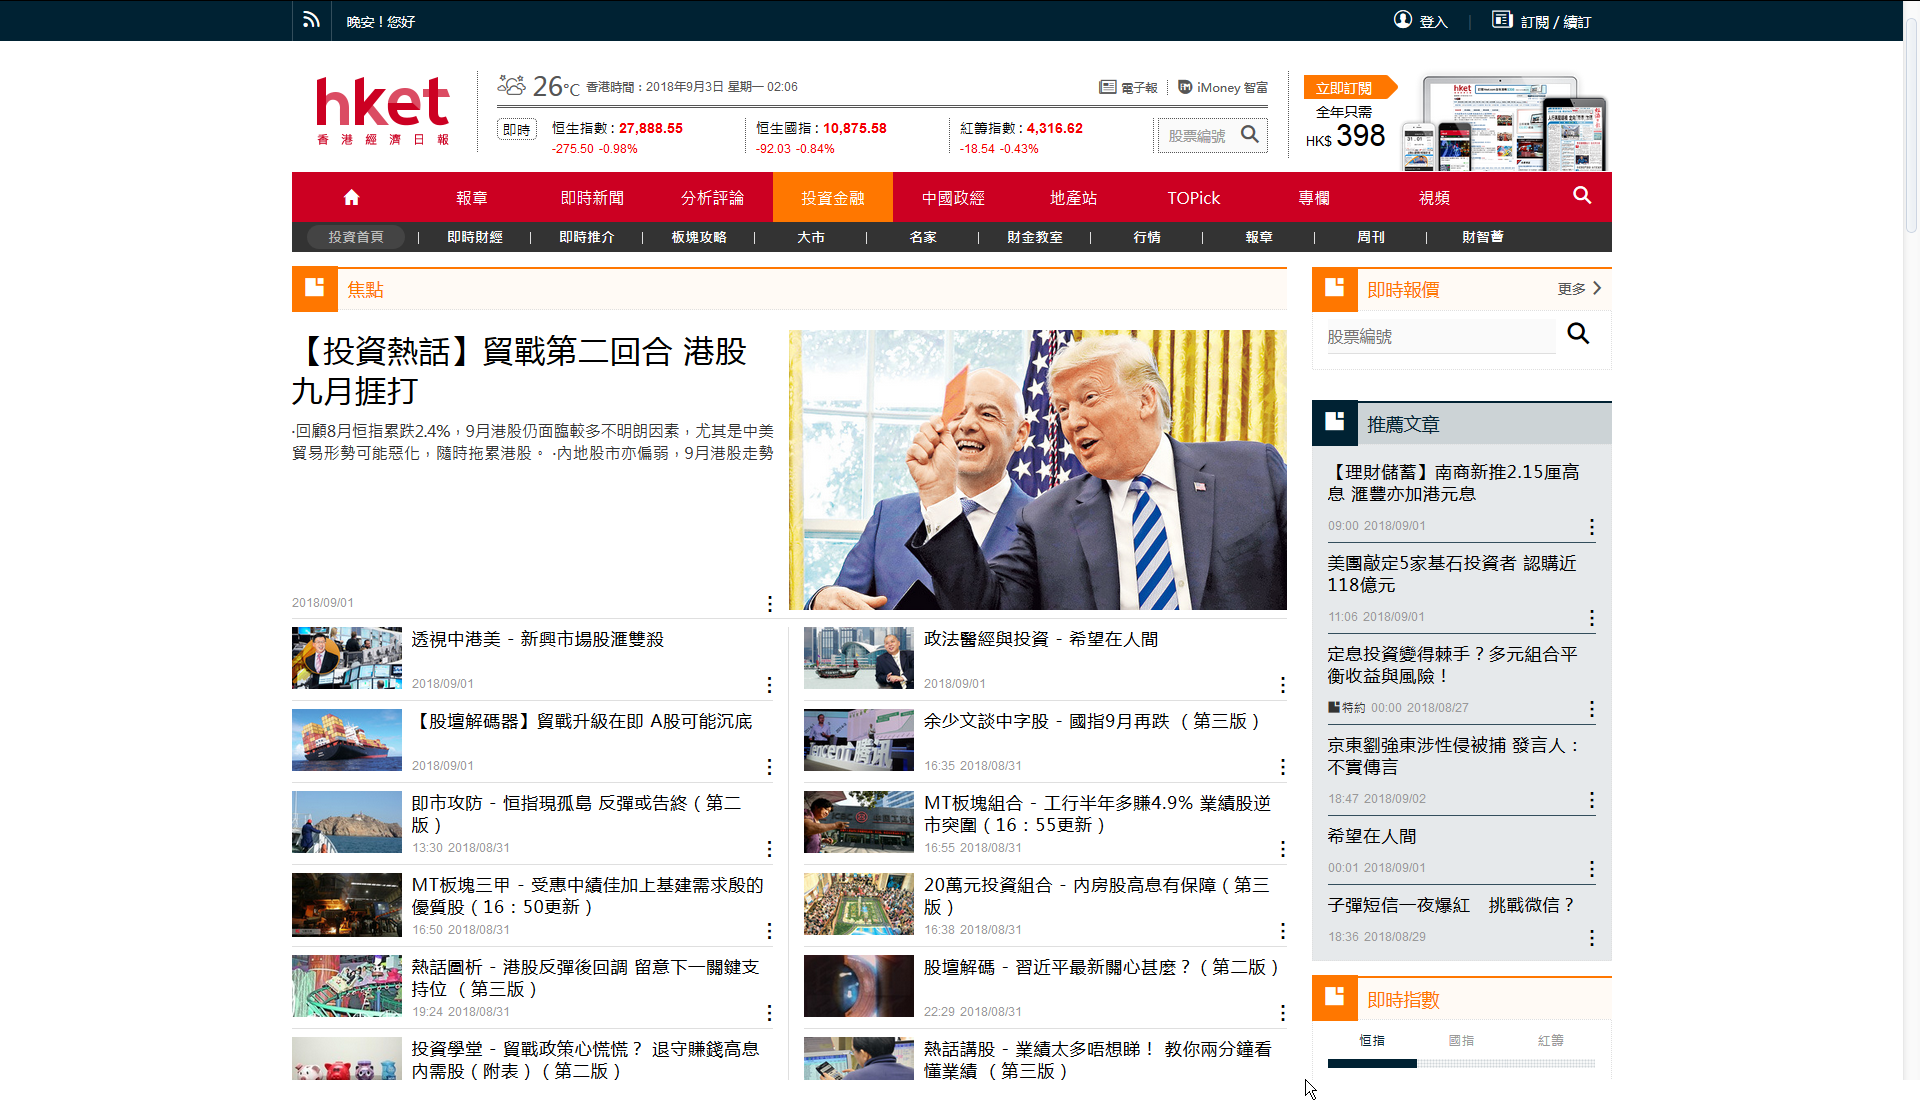 晚安 ! 您好
登入
訂閱 / 續訂
hket
香港經濟日報
26°C 香港時間 : 2018年9月3日 星期一 02:06
電子報
iMoney 智富
即時
恒生指數 : 27,888.55
-275.50 -0.98%
恒生國指 : 10,875.58
-92.03 -0.84%
紅籌指數 : 4,316.62
-18.54 -0.43%
股票編號
立即訂閱
全年只需
HK$ 398
報章
即時新聞
分析評論
投資金融
中國政經
地產站
TOPick
專欄
視頻
投資首頁 | 即時財經 | 即時推介 | 板塊攻略 | 大市 | 名家 | 財金教室 | 行情 | 報章 | 周刊 | 財智薈
焦點
【投資熱話】貿戰第二回合 港股
九月捱打
·回顧8月恒指累跌2.4%，9月港股仍面臨較多不明朗因素，尤其是中美
貿易形勢可能惡化，隨時拖累港股。 ·內地股市亦偏弱，9月港股走勢
2018/09/01
透視中港美 - 新興市場股滙雙殺
2018/09/01
政法醫經與投資 - 希望在人間
2018/09/01
【股壇解碼器】貿戰升級在即 A股可能沉底
2018/09/01
余少文談中字股 - 國指9月再跌 （第三版）
16:35 2018/08/31
即市攻防 - 恒指現孤島 反彈或告終（第二
版）
13:30 2018/08/31
MT板塊組合 - 工行半年多賺4.9% 業績股逆
市突圍（16：55更新）
16:55 2018/08/31
MT板塊三甲 - 受惠中績佳加上基建需求殷的
優質股（16：50更新）
16:50 2018/08/31
20萬元投資組合 - 內房股高息有保障（第三
版）
16:38 2018/08/31
熱話圖析 - 港股反彈後回調 留意下一關鍵支
持位 （第三版）
19:24 2018/08/31
股壇解碼 - 習近平最新關心甚麼？（第二版）
22:29 2018/08/31
投資學堂 - 貿戰政策心慌慌？ 退守賺錢高息
內需股（附表）（第二版）
熱話講股 - 業績太多唔想睇！ 教你兩分鐘看
懂業績 （第三版）
即時報價
更多
股票編號
推薦文章
【理財儲蓄】南商新推2.15厘高
息 滙豐亦加港元息
09:00 2018/09/01
美團敲定5家基石投資者 認購近
118億元
11:06 2018/09/01
定息投資變得棘手？多元組合平
衡收益與風險！
特約 00:00 2018/08/27
京東劉強東涉性侵被捕 發言人：
不實傳言
18:47 2018/09/02
希望在人間
00:01 2018/09/01
子彈短信一夜爆紅　挑戰微信？
18:36 2018/08/29
即時指數
恒指
國指
紅籌